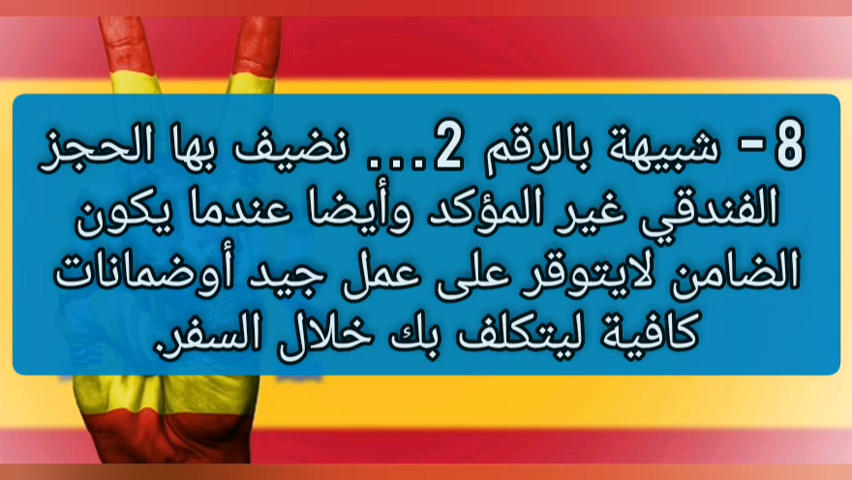 8- شبيهة بالرقم 2... نضيف بها الحجز
الفندقي غير المؤكد وأيضا عندما يكون
الضامن لايتوقر على عمل جيد أوضمانات
كافية ليتكلف بك خلال السفر.